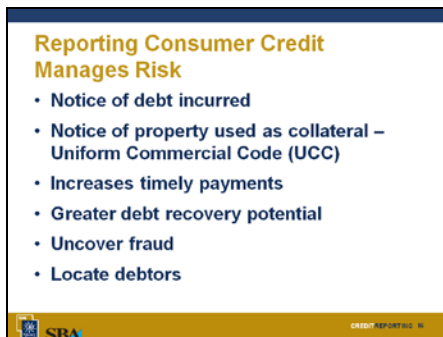 Reporting Consumer Credit
Manages Risk
• Notice of debt incurred
• Notice of property used as collateral –
Uniform Commercial Code (UCC)
• Increases timely payments
• Greater debt recovery potential
• Uncover fraud
• Locate debtors
SBA
CREDIT REPORTING